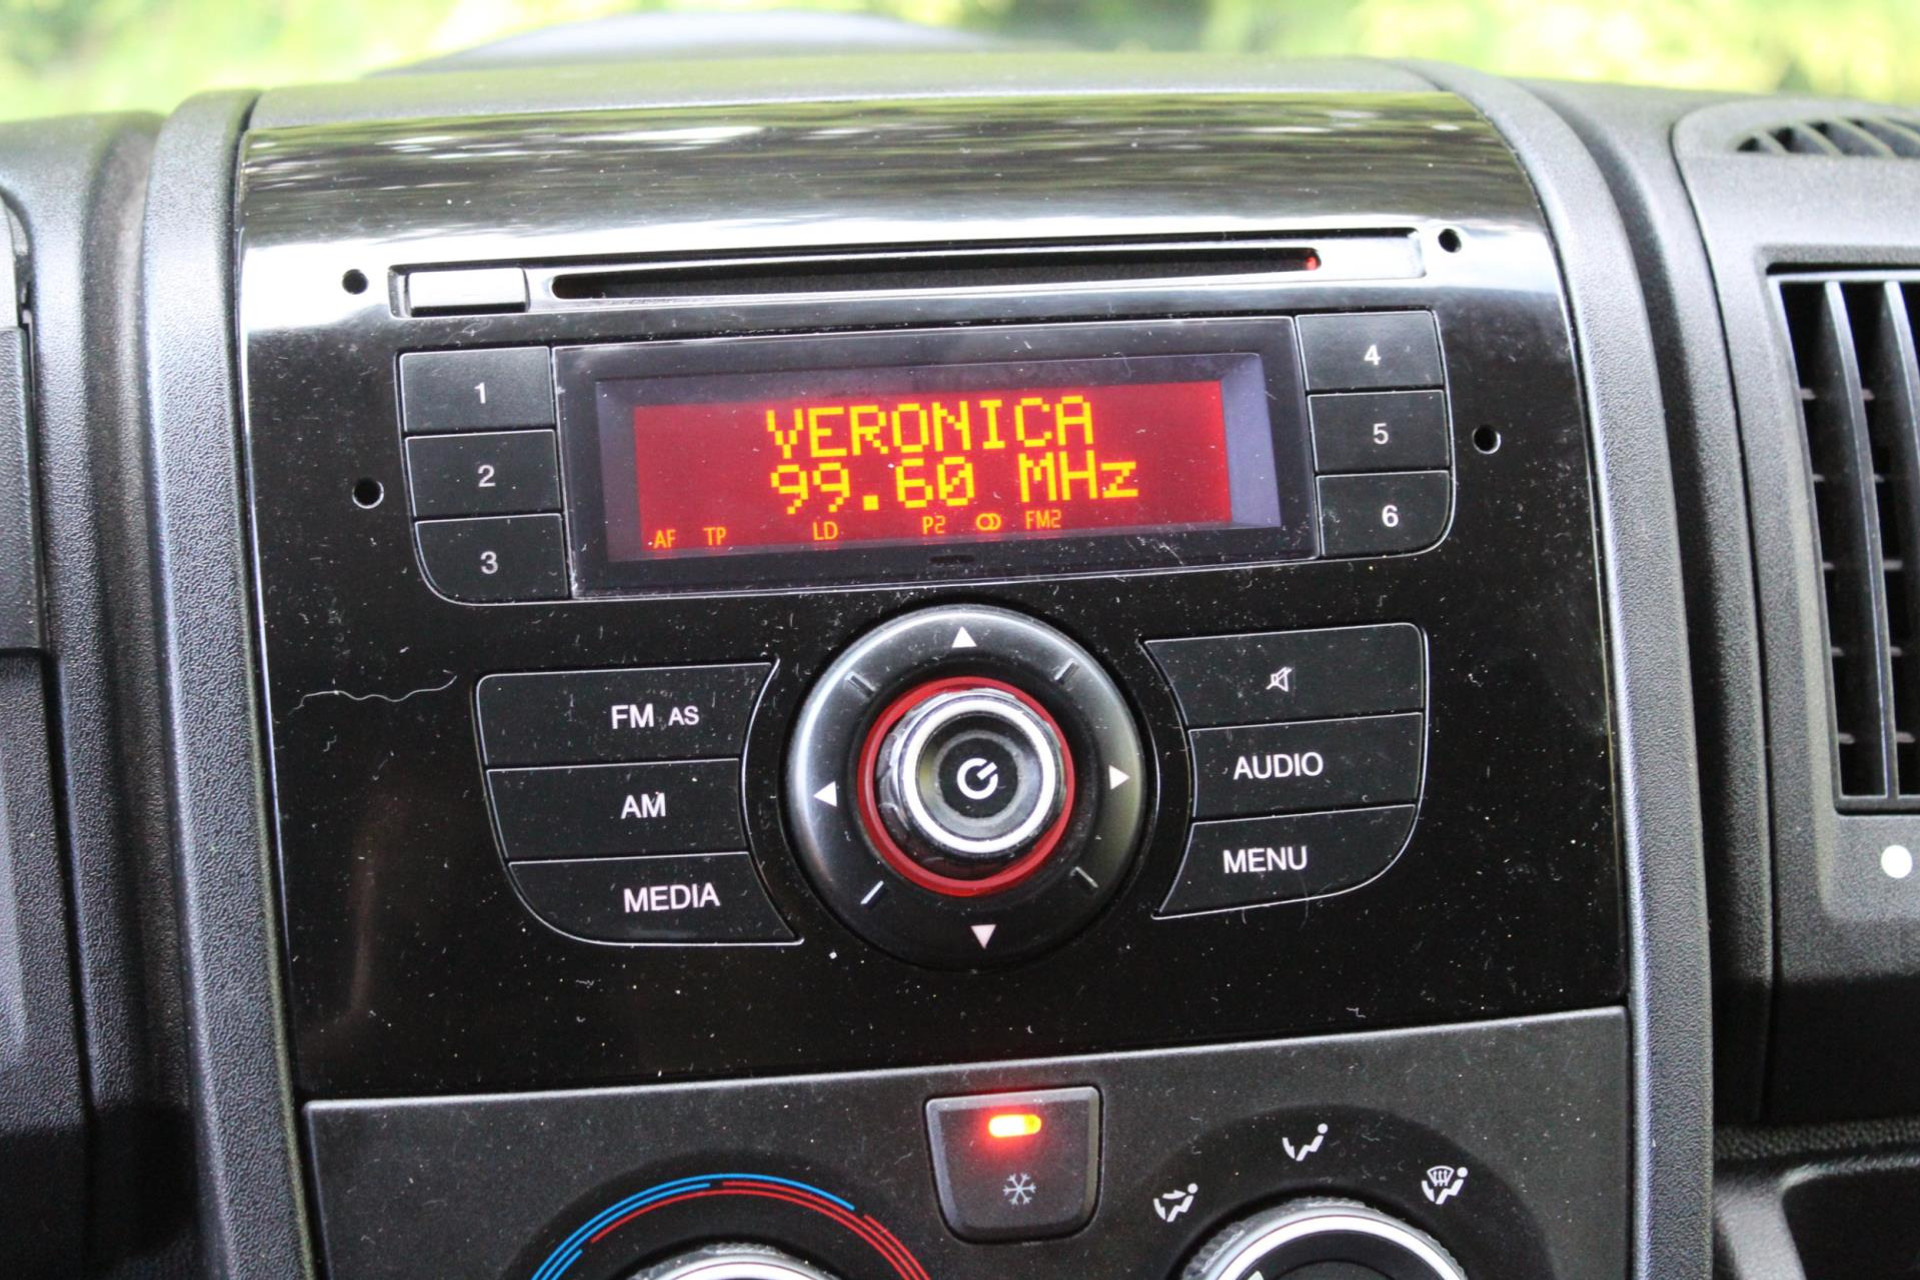 1
2
3
VERONICA
99.60 MHz
AF TP LD P2 FM2
4
5
6
FM AS
AM
MEDIA
AUDIO
MENU